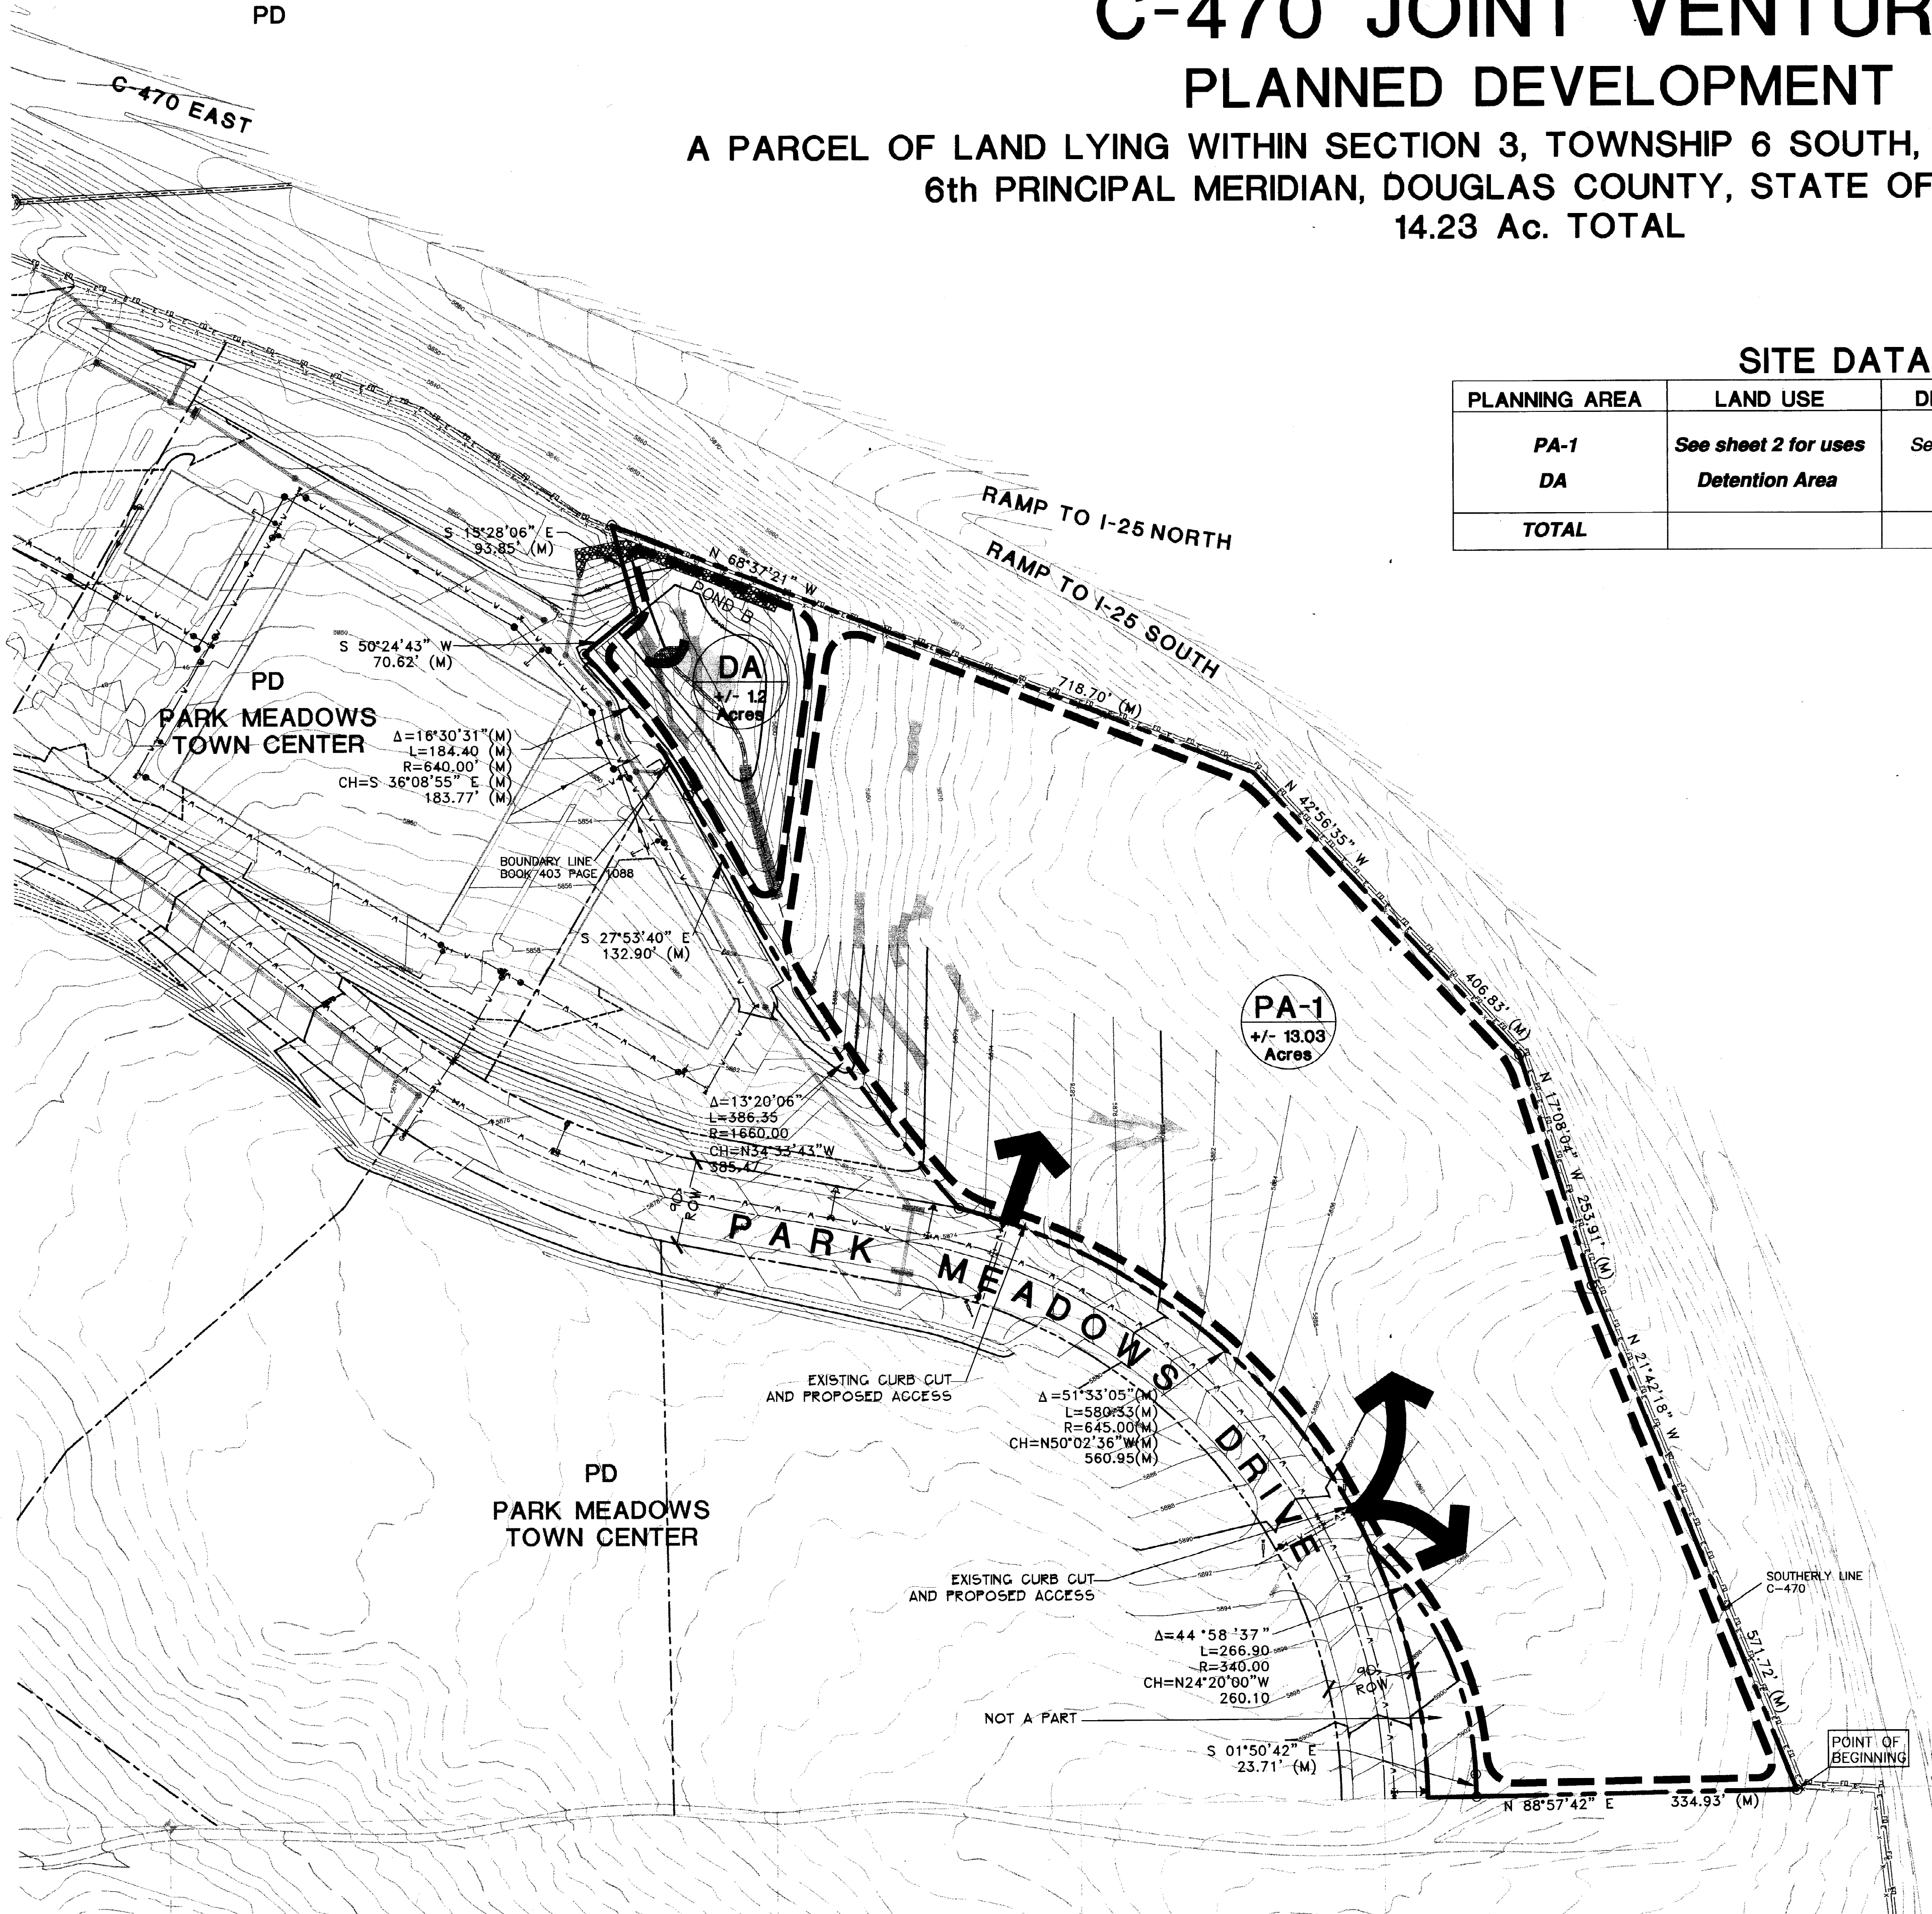 PD
C-470 JOINT VENTUR
PLANNED DEVELOPMENT
A PARCEL OF LAND LYING WITHIN SECTION 3, TOWNSHIP 6 SOUTH,
6th PRINCIPAL MERIDIAN, DOUGLAS COUNTY, STATE OF
14.23 Ac. TOTAL
C-470 EAST
SITE DATA
PLANNING AREA LAND USE
PA-1 See sheet 2 for uses Se
DA Detention Area
TOTAL
RAMP TO I-25 NORTH
RAMP TO I-25 SOUTH
S 15°28'06" E
93.85' (M)
N 68°37'21" W
718.70' (M)
POND B
DA
+/- 1.2
Acres
S 50°24'43" W
70.62' (M)
PD
PARK MEADOWS
TOWN CENTER
Δ=16°30'31"(M)
L=184.40 (M)
R=640.00' (M)
CH=S 36°08'55" E (M)
183.77' (M)
BOUNDARY LINE
BOOK 403 PAGE 1088
5854
5856
5858
S 27°53'40" E
132.90' (M)
N 42°56'35" W
406.83' (M)
PA-1
+/- 13.03
Acres
N 17°08'04" W 253.91' (M)
Δ=13°20'06"
L=386.35
R=1660.00
CH=N34°33'43"W
385.47
90'
ROW
PARK MEADOWS DRIVE
N 21°42'18" W
571.72' (M)
EXISTING CURB CUT
AND PROPOSED ACCESS
Δ=51°33'05"(M)
L=580.33(M)
R=645.00(M)
CH=N50°02'36"W(M)
560.95(M)
PD
PARK MEADOWS
TOWN CENTER
EXISTING CURB CUT
AND PROPOSED ACCESS
SOUTHERLY LINE
C-470
Δ=44°58'37"
L=266.90
R=340.00
CH=N24°20'00"W
260.10
90'
ROW
NOT A PART
S 01°50'42" E
23.71' (M)
POINT OF
BEGINNING
N 88°57'42" E 334.93' (M)